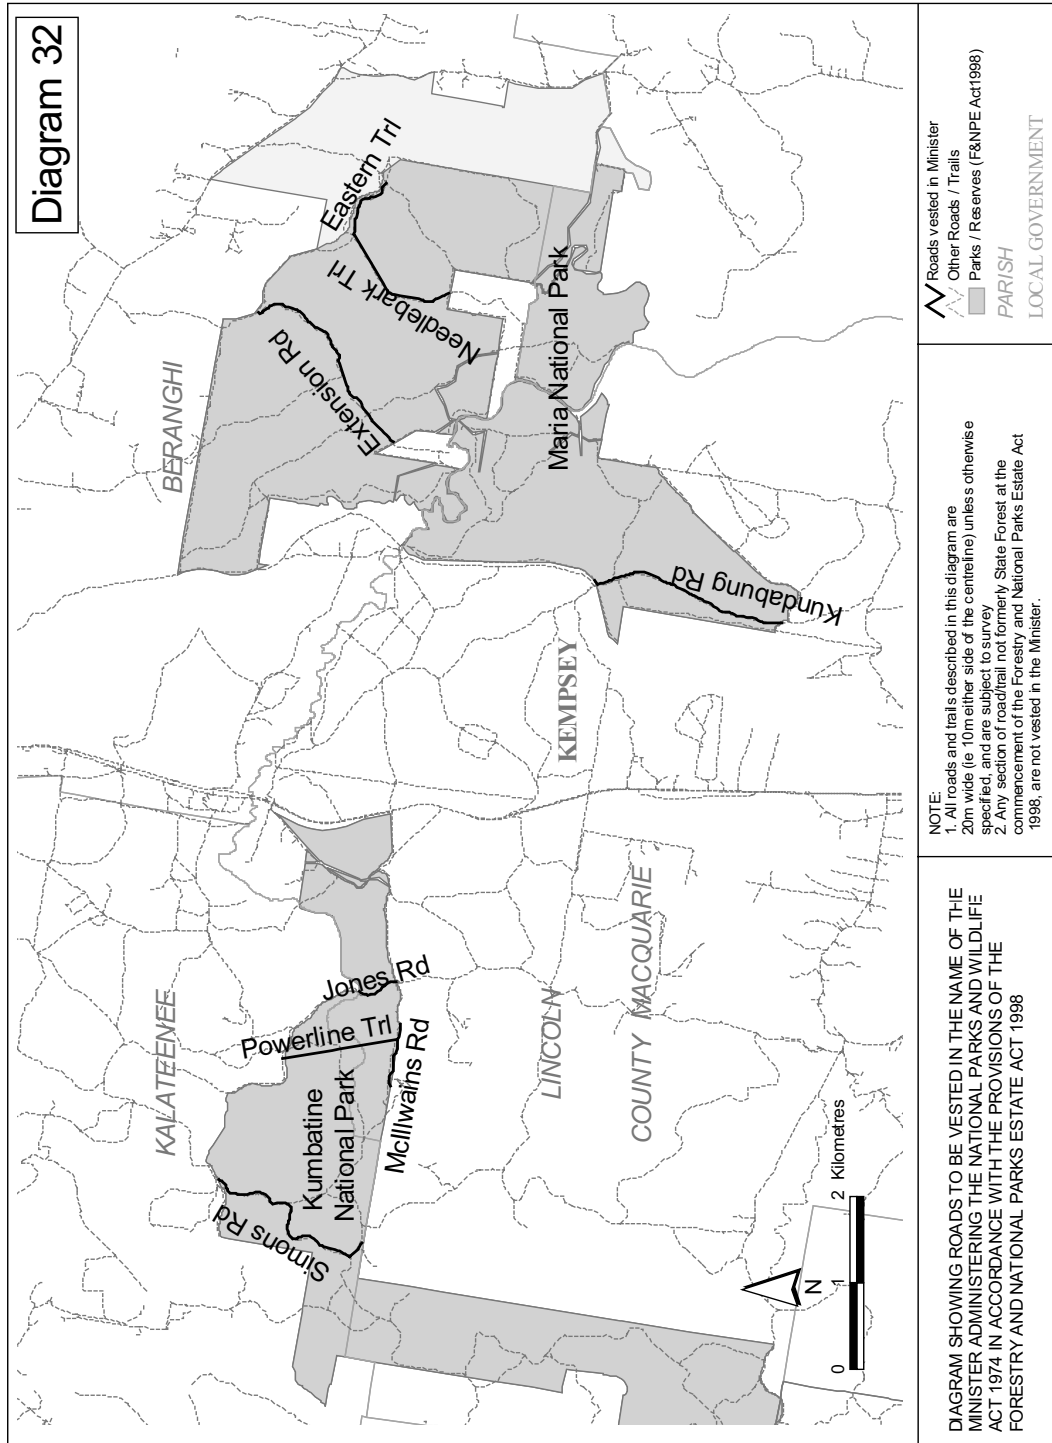 Diagram 32
BERANGHI
Eastern Trl
Needlebark Trl
Extension Rd
Maria National Park
Kundabung Rd
KEMPSEY
KALATEENEE
Jones Rd
Powerline Trl
McIllwains Rd
Kumbatine
National Park
Simons Rd
LINCOLN
COUNTY MACQUARIE
N
0 1 2 Kilometres
DIAGRAM SHOWING ROADS TO BE VESTED IN THE NAME OF THE
MINISTER ADMINISTERING THE NATIONAL PARKS AND WILDLIFE
ACT 1974 IN ACCORDANCE WITH THE PROVISIONS OF THE
FORESTRY AND NATIONAL PARKS ESTATE ACT 1998
NOTE:
1. All roads and trails described in this diagram are
20m wide (ie 10m either side of the centreline) unless otherwise
specified, and are subject to survey
2. Any section of road/trail not formerly State Forest at the
commencement of the Forestry and National Parks Estate Act
1998, are not vested in the Minister.
Roads vested in Minister
Other Roads / Trails
Parks / Reserves (F&NPE Act1998)
PARISH
LOCAL GOVERNMENT